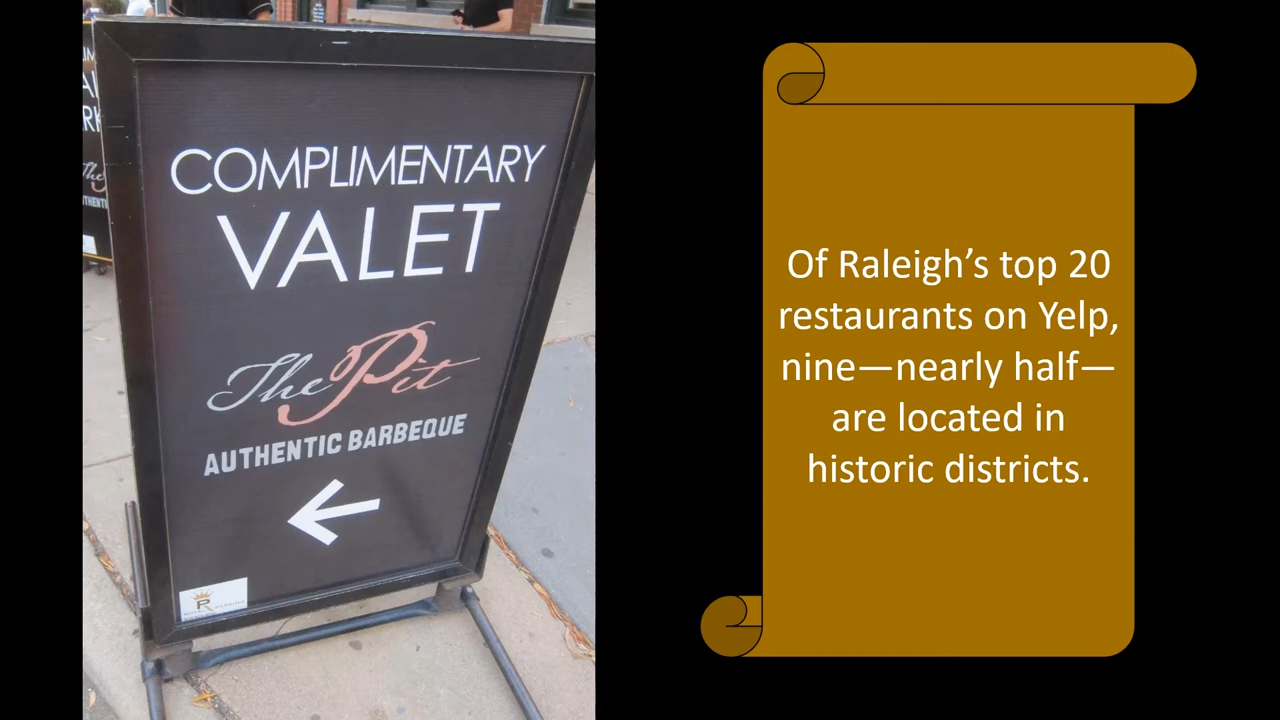 COMPLIMENTARY
VALET
The Pit
AUTHENTIC BARBEQUE
Of Raleigh’s top 20
restaurants on Yelp,
nine—nearly half—
are located in
historic districts.